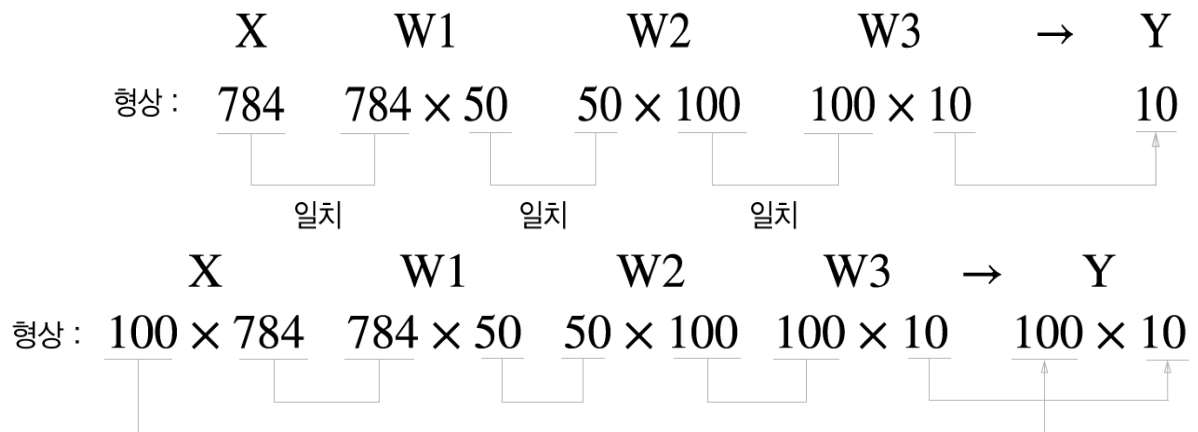 X W1 W2 W3 → Y
형상 : 784 784 × 50 50 × 100 100 × 10 10
일치 일치 일치
X W1 W2 W3 → Y
형상 : 100 × 784 784 × 50 50 × 100 100 × 10 100 × 10